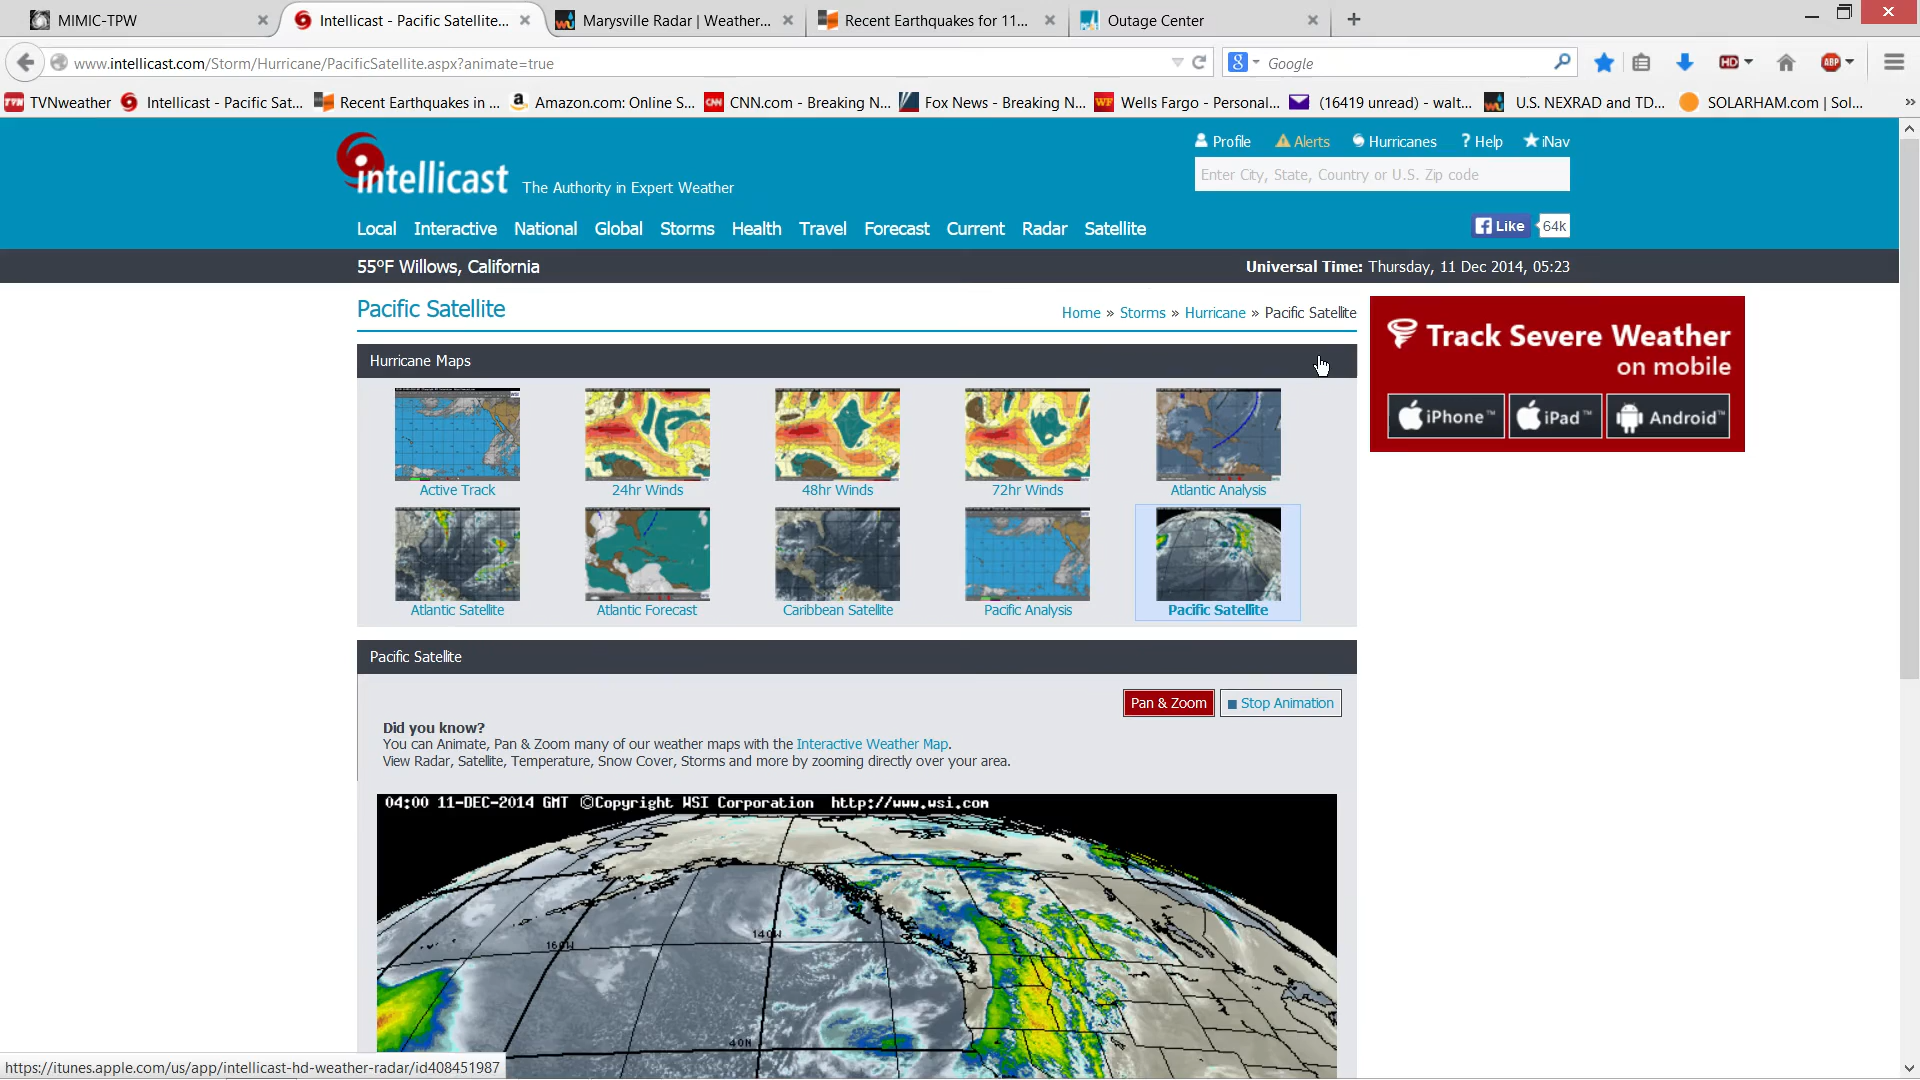 MIMIC-TPW
Intellicast - Pacific Satellite...
Marysville Radar | Weather...
Recent Earthquakes for 11...
Outage Center
www.intellicast.com/Storm/Hurricane/PacificSatellite.aspx?animate=true
8
Google
HD
ABP
TVNweather
Intellicast - Pacific Sat...
Recent Earthquakes in ...
Amazon.com: Online S...
CNN.com - Breaking N...
Fox News - Breaking N...
Wells Fargo - Personal...
(16419 unread) - walt...
U.S. NEXRAD and TD...
SOLARHAM.com | Sol...
intellicast
The Authority in Expert Weather
Profile
Alerts
Hurricanes
? Help
iNav
Enter City, State, Country or U.S. Zip code
Local Interactive National Global Storms Health Travel Forecast Current Radar Satellite
Like
64k
55°F Willows, California
Universal Time: Thursday, 11 Dec 2014, 05:23
Pacific Satellite
Home » Storms » Hurricane » Pacific Satellite
Track Severe Weather
on mobile
iPhone™
iPad™
Android™
Hurricane Maps
Active Track
24hr Winds
48hr Winds
72hr Winds
Atlantic Analysis
Atlantic Satellite
Atlantic Forecast
Caribbean Satellite
Pacific Analysis
Pacific Satellite
Pacific Satellite
Pan & Zoom
Stop Animation
Did you know?
You can Animate, Pan & Zoom many of our weather maps with the Interactive Weather Map.
View Radar, Satellite, Temperature, Snow Cover, Storms and more by zooming directly over your area.
04:00 11-DEC-2014 GMT ©Copyright WSI Corporation http://www.wsi.com
140W
160W
40N
https://itunes.apple.com/us/app/intellicast-hd-weather-radar/id408451987